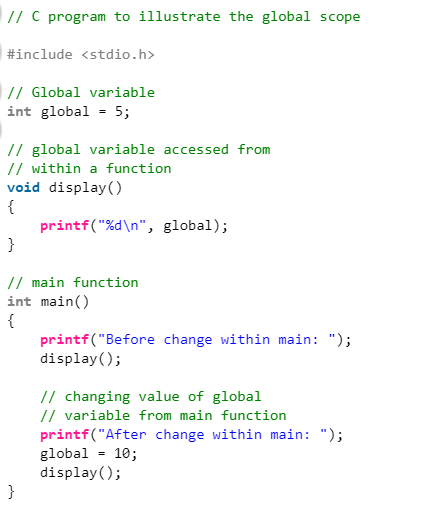 // C program to illustrate the global scope
#include <stdio.h>
// Global variable
int global = 5;
// global variable accessed from
// within a function
void display()
{
    printf("%d\n", global);
}
// main function
int main()
{
    printf("Before change within main: ");
    display();
    // changing value of global
    // variable from main function
    printf("After change within main: ");
    global = 10;
    display();
}